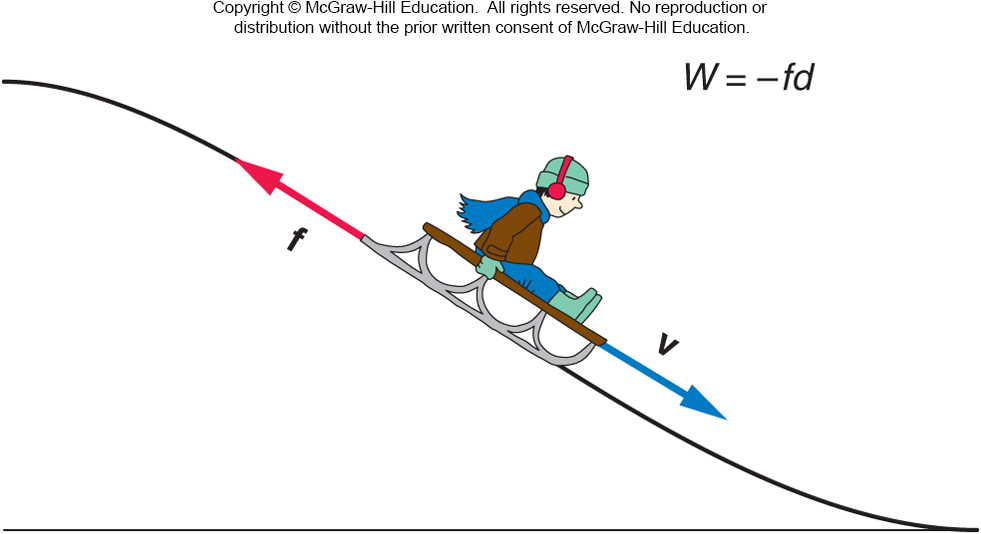 Copyright © McGraw-Hill Education.  All rights reserved. No reproduction or
distribution without the prior written consent of McGraw-Hill Education.
W = –fd
f
v